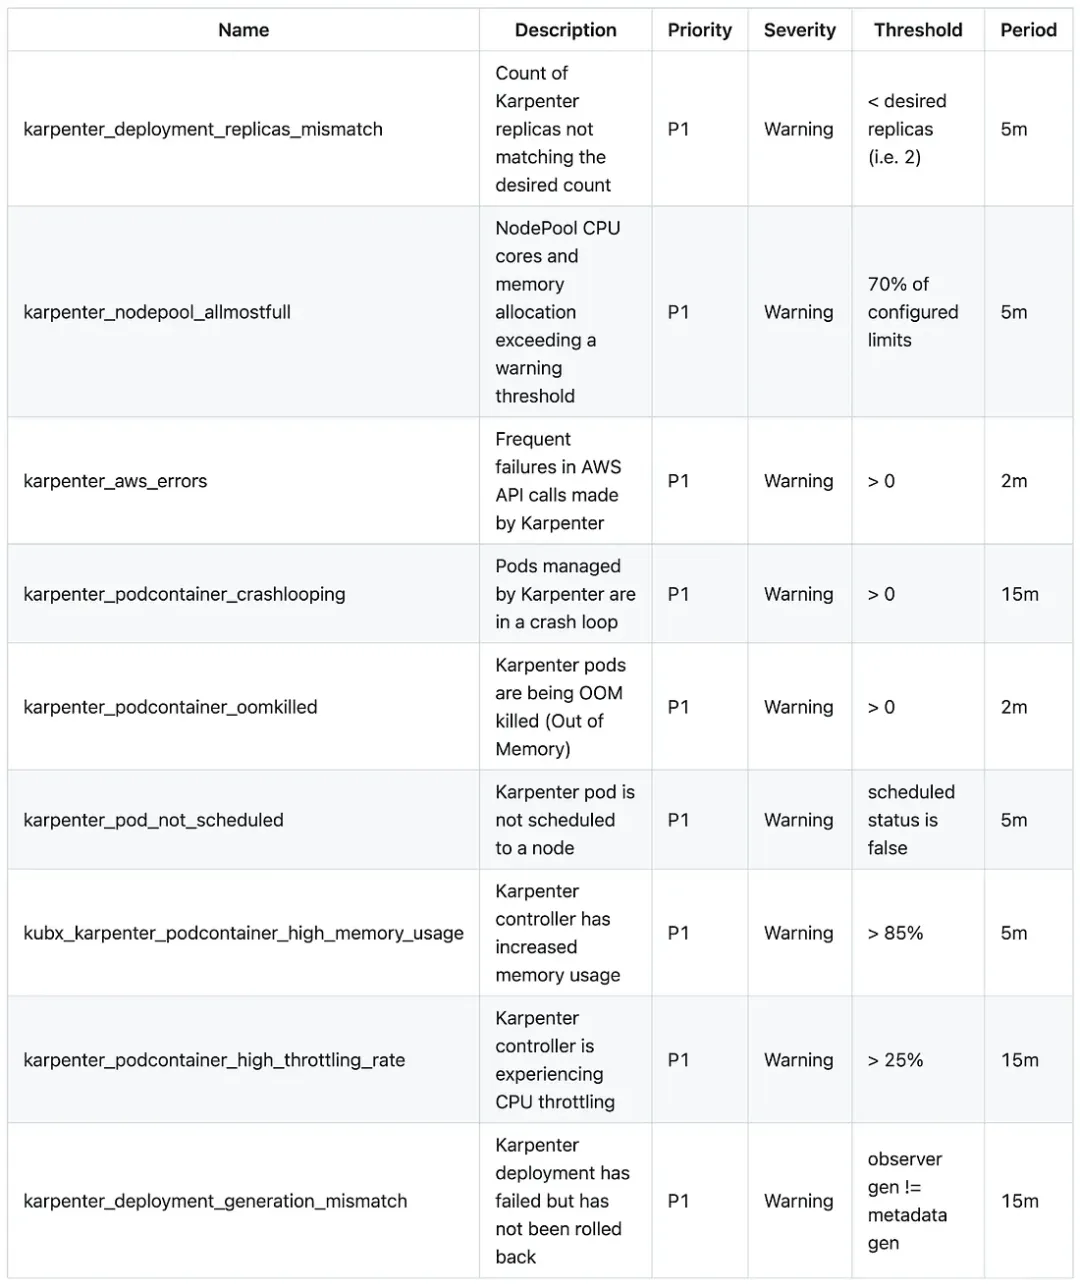 Name Description Priority Severity Threshold Period
karpenter_deployment_replicas_mismatch
Count of
Karpenter
replicas not
matching the
desired count
P1
Warning
< desired
replicas
(i.e. 2)
5m
karpenter_nodepool_allmostfull
NodePool CPU
cores and
memory
allocation
exceeding a
warning
threshold
P1
Warning
70% of
configured
limits
5m
karpenter_aws_errors
Frequent
failures in AWS
API calls made
by Karpenter
P1
Warning
> 0
2m
karpenter_podcontainer_crashlooping
Pods managed
by Karpenter are
in a crash loop
P1
Warning
> 0
15m
karpenter_podcontainer_oomkilled
Karpenter pods
are being OOM
killed (Out of
Memory)
P1
Warning
> 0
2m
karpenter_pod_not_scheduled
Karpenter pod is
not scheduled
to a node
P1
Warning
scheduled
status is
false
5m
kubx_karpenter_podcontainer_high_memory_usage
Karpenter
controller has
increased
memory usage
P1
Warning
> 85%
5m
karpenter_podcontainer_high_throttling_rate
Karpenter
controller is
experiencing
CPU throttling
P1
Warning
> 25%
15m
karpenter_deployment_generation_mismatch
Karpenter
deployment has
failed but has
not been rolled
back
P1
Warning
observer
gen !=
metadata
gen
15m